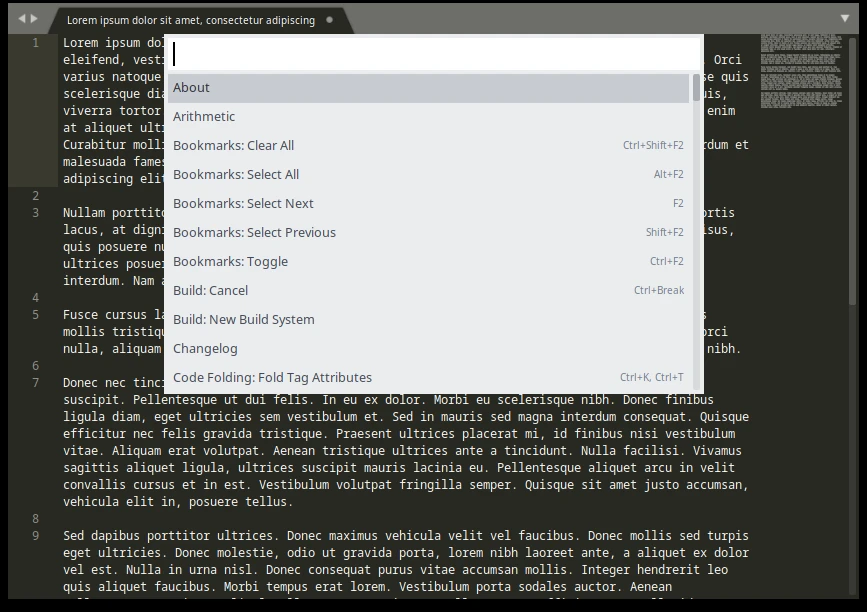 Lorem ipsum dolor sit amet, consectetur adipiscing
1 Lorem ipsum do
eleifend, vest . Orci
varius natoque se quis
scelerisque dia uis,
viverra tortor enim
at aliquet ult
Curabitur molli rdum et
malesuada fames
adipiscing elit
2
3 Nullam porttito ortis
lacus, at digni isus,
quis posuere nu
ultrices posue
interdum. Nam
4
5 Fusce cursus la s
mollis tristiqu orci
nulla, aliquam nibh.
6
7 Donec nec tinci
About
Arithmetic
Bookmarks: Clear All Ctrl+Shift+F2
Bookmarks: Select All Alt+F2
Bookmarks: Select Next F2
Bookmarks: Select Previous Shift+F2
Bookmarks: Toggle Ctrl+F2
Build: Cancel Ctrl+Break
Build: New Build System
Changelog
Code Folding: Fold Tag Attributes Ctrl+K, Ctrl+T
suscipit. Pellentesque ut dui felis. In eu ex dolor. Morbi eu scelerisque nibh. Donec finibus
ligula diam, eget ultricies sem vestibulum et. Sed in mauris sed magna interdum consequat. Quisque
efficitur nec felis gravida tristique. Praesent ultrices placerat mi, id finibus nisi vestibulum
vitae. Aliquam erat volutpat. Aenean tristique ultrices ante a tincidunt. Nulla facilisi. Vivamus
sagittis aliquet ligula, ultrices suscipit mauris lacinia eu. Pellentesque aliquet arcu in velit
convallis cursus et in est. Vestibulum volutpat fringilla semper. Quisque sit amet justo accumsan,
vehicula elit in, posuere tellus.
8
9 Sed dapibus porttitor ultrices. Donec maximus vehicula velit vel faucibus. Donec mollis sed turpis
eget ultricies. Donec molestie, odio ut gravida porta, lorem nibh laoreet ante, a aliquet ex dolor
vel est. Nulla in urna nisl. Donec consequat purus vitae accumsan mollis. Integer hendrerit leo
quis aliquet faucibus. Morbi tempus erat lorem. Vestibulum porta sodales auctor. Aenean